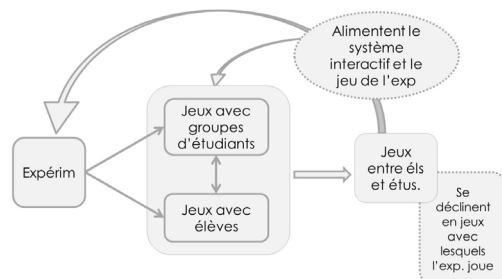 Alimentent le
système
interactif et le
jeu de l'exp
Jeux avec
groupes
d'étudiants
Expérim
Jeux avec
élèves
Jeux
entre éls
et étus.
Se
déclinent
en jeux
avec
lesquels
l'exp. joue